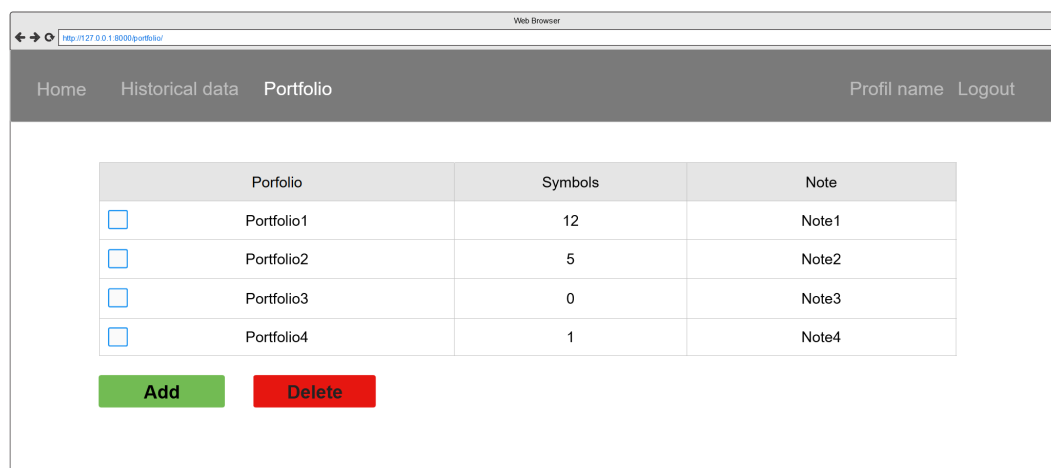 Web Browser
http://127.0.0.1:8000/portfolio/
Home Historical data Portfolio Profil name Logout
Porfolio Symbols Note
Portfolio1 12 Note1
Portfolio2 5 Note2
Portfolio3 0 Note3
Portfolio4 1 Note4
Add Delete